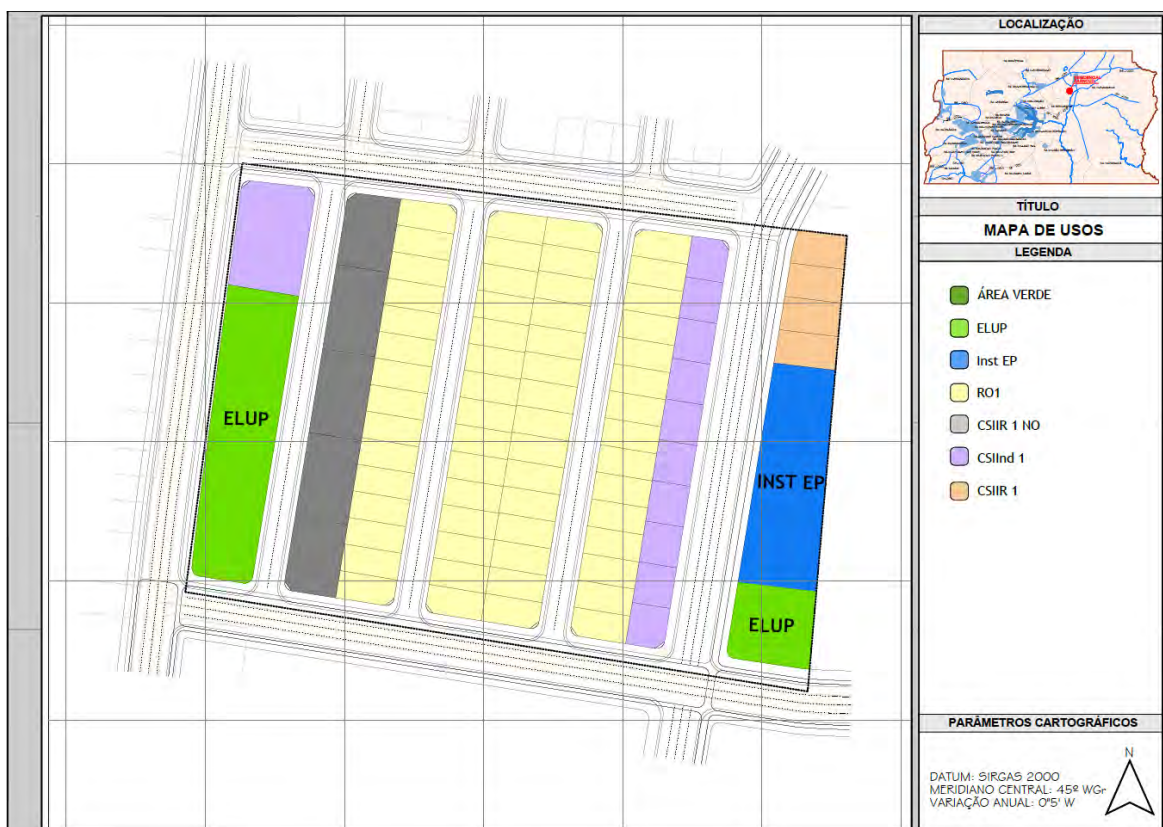 LOCALIZAÇÃO
TÍTULO
MAPA DE USOS
LEGENDA
ÁREA VERDE
ELUP
Inst EP
RO1
CSIIR 1 NO
CSIInd 1
CSIIR 1
ELUP
INST EP
ELUP
PARÂMETROS CARTOGRÁFICOS
N
DATUM: SIRGAS 2000
MERIDIANO CENTRAL: 45º WGr
VARIAÇÃO ANUAL: 0º5' W